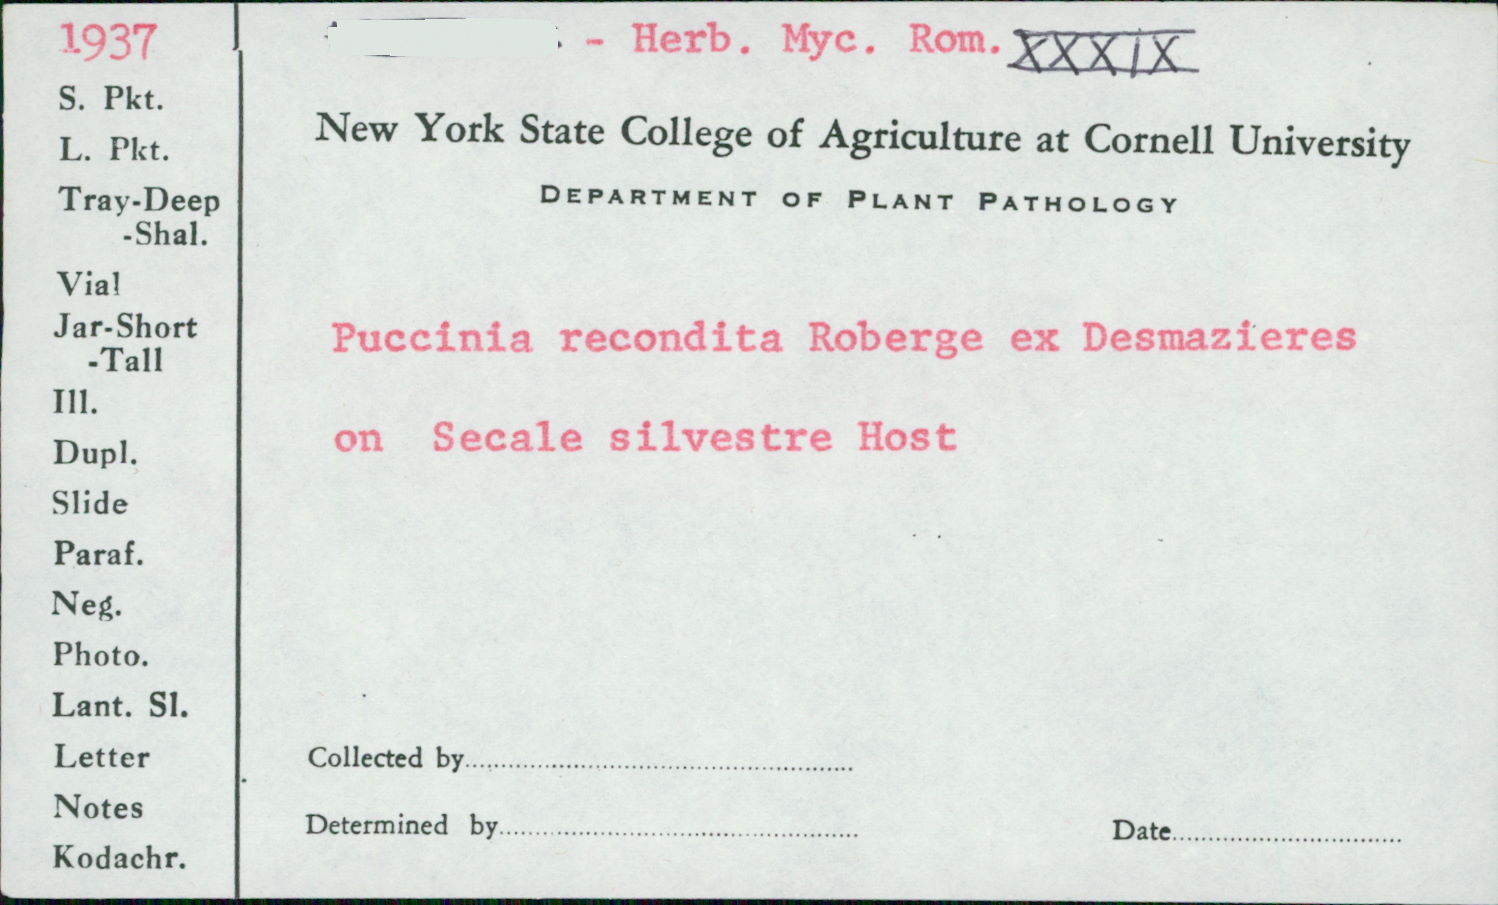 1937
. - Herb. Myc. Rom. XXXIX
New York State College of Agriculture at Cornell University
DEPARTMENT OF PLANT PATHOLOGY
S. Pkt.
L. Pkt.
Tray-Deep
-Shal.
Vial
Jar-Short
-Tall
Ill.
Dupl.
Slide
Paraf.
Neg.
Photo.
Lant. Sl.
Letter
Notes
Kodachr.
Puccinia recondita Roberge ex Desmazieres
on Secale silvestre Host
Collected by
Determined by
Date